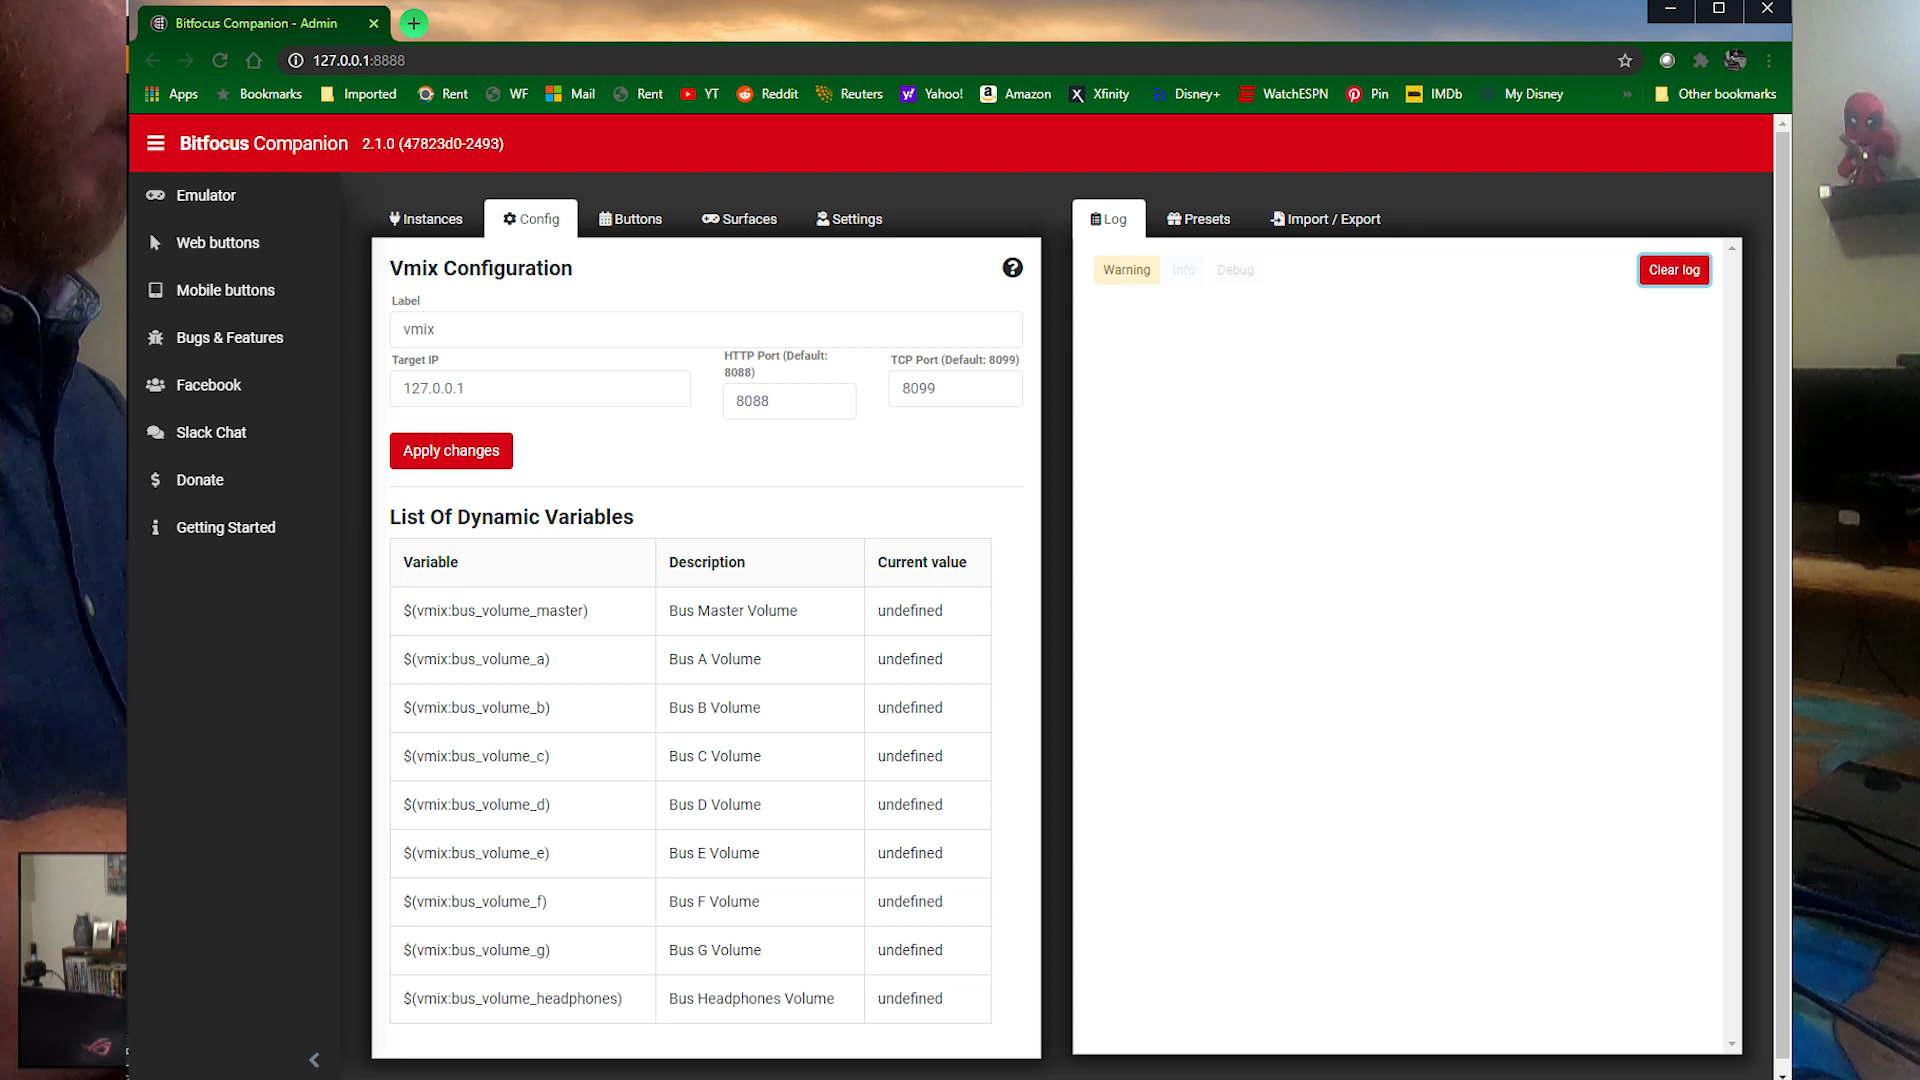 Bitfocus Companion - Admin
127.0.0.1:8888
Apps Bookmarks Imported Rent WF Mail Rent YT Reddit Reuters Yahoo! Amazon Xfinity Disney+ WatchESPN Pin IMDb My Disney » Other bookmarks
Bitfocus Companion 2.1.0 (47823d0-2493)
Emulator
Web buttons
Mobile buttons
Bugs & Features
Facebook
Slack Chat
Donate
Getting Started
Instances Config Buttons Surfaces Settings
Vmix Configuration
Label
vmix
Target IP
127.0.0.1
HTTP Port (Default:
8088)
8088
TCP Port (Default: 8099)
8099
Apply changes
List Of Dynamic Variables
Variable Description Current value
$(vmix:bus_volume_master) Bus Master Volume undefined
$(vmix:bus_volume_a) Bus A Volume undefined
$(vmix:bus_volume_b) Bus B Volume undefined
$(vmix:bus_volume_c) Bus C Volume undefined
$(vmix:bus_volume_d) Bus D Volume undefined
$(vmix:bus_volume_e) Bus E Volume undefined
$(vmix:bus_volume_f) Bus F Volume undefined
$(vmix:bus_volume_g) Bus G Volume undefined
$(vmix:bus_volume_headphones) Bus Headphones Volume undefined
Log Presets Import / Export
Warning Info Debug Clear log